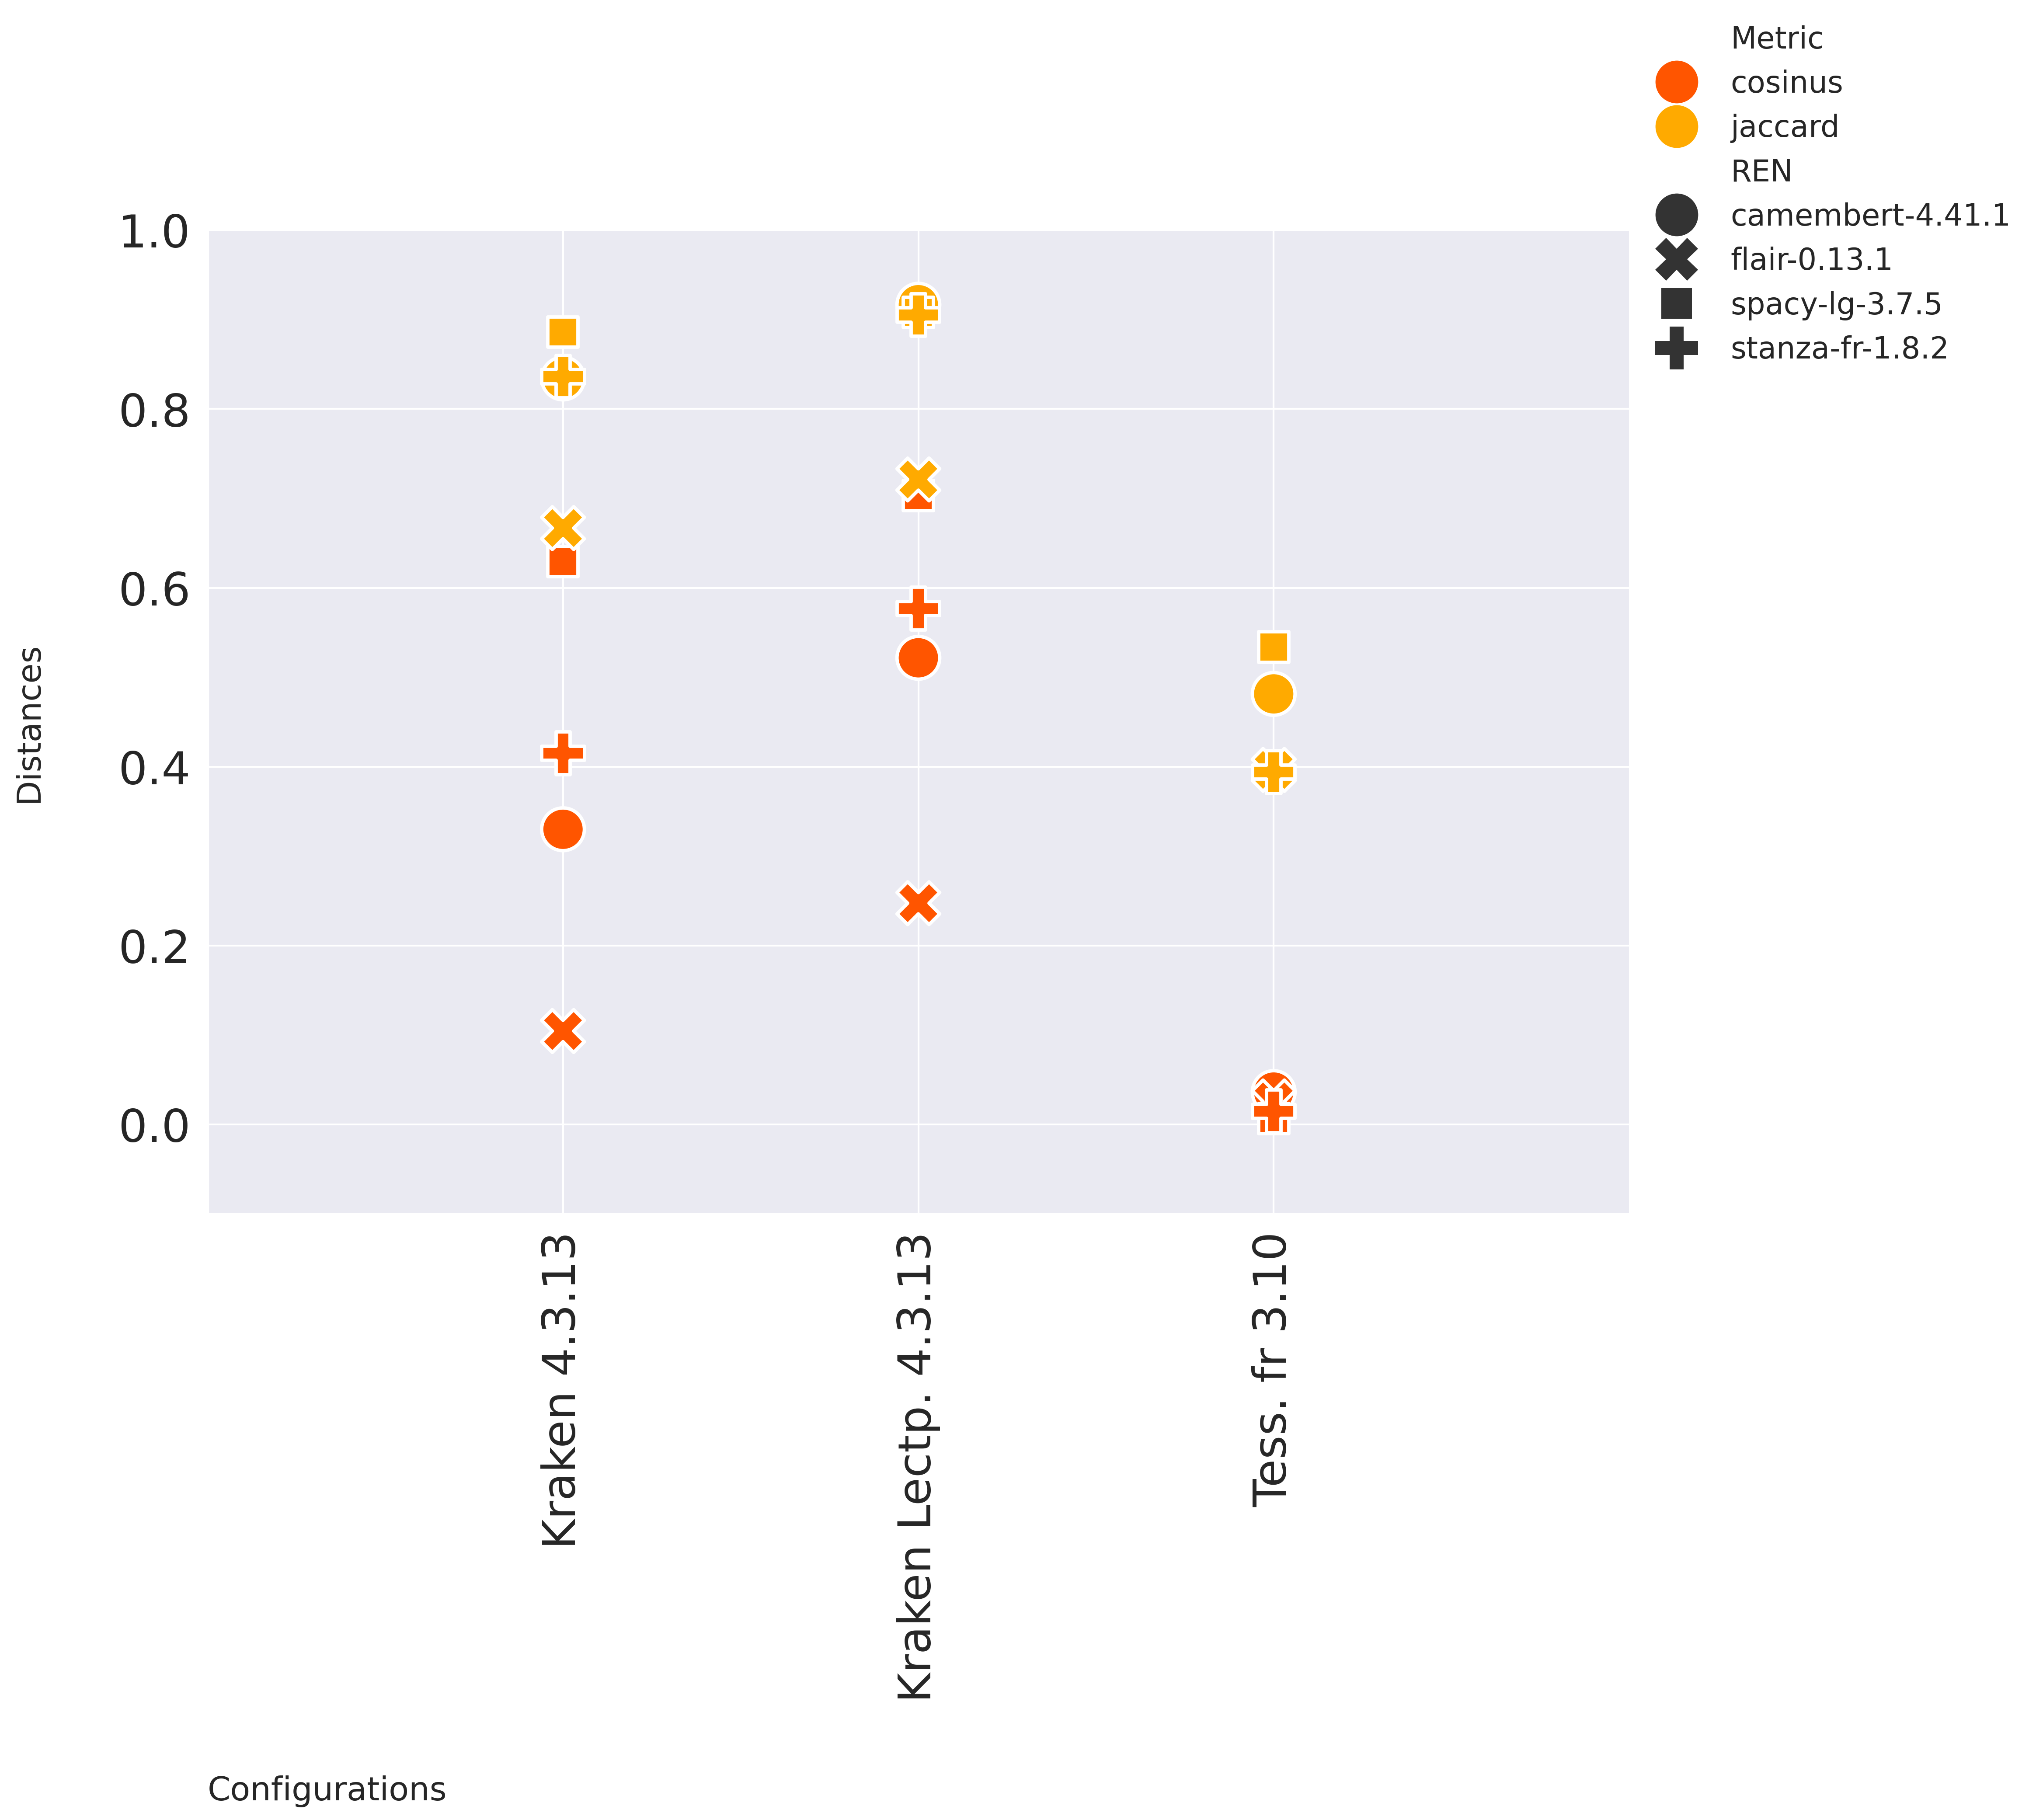 Metric
cosinus
jaccard
REN
camembert-4.41.1
flair-0.13.1
spacy-lg-3.7.5
stanza-fr-1.8.2
1.0
0.8
0.6
0.4
0.2
0.0
Distances
Kraken 4.3.13
Kraken Lectp. 4.3.13
Tess. fr 3.10
Configurations